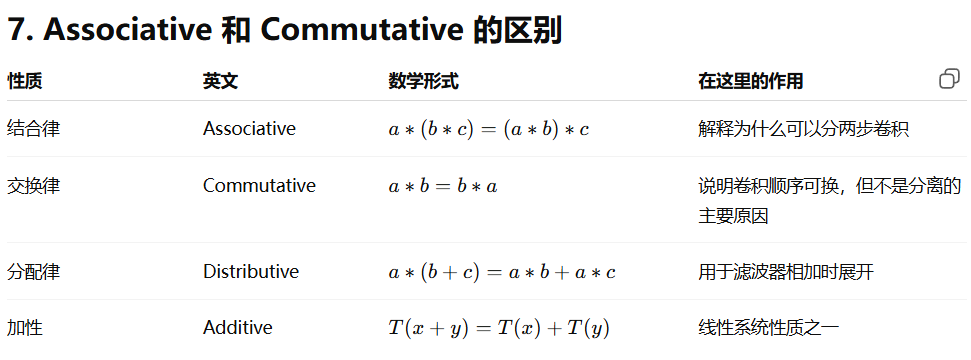 7. Associative 和 Commutative 的区别
性质 英文 数学形式 在这里的作用
结合律 Associative a * (b * c) = (a * b) * c 解释为什么可以分两步卷积
交换律 Commutative a * b = b * a 说明卷积顺序可换，但不是分离的
主要原因
分配律 Distributive a * (b + c) = a * b + a * c 用于滤波器相加时展开
加性 Additive T(x + y) = T(x) + T(y) 线性系统性质之一